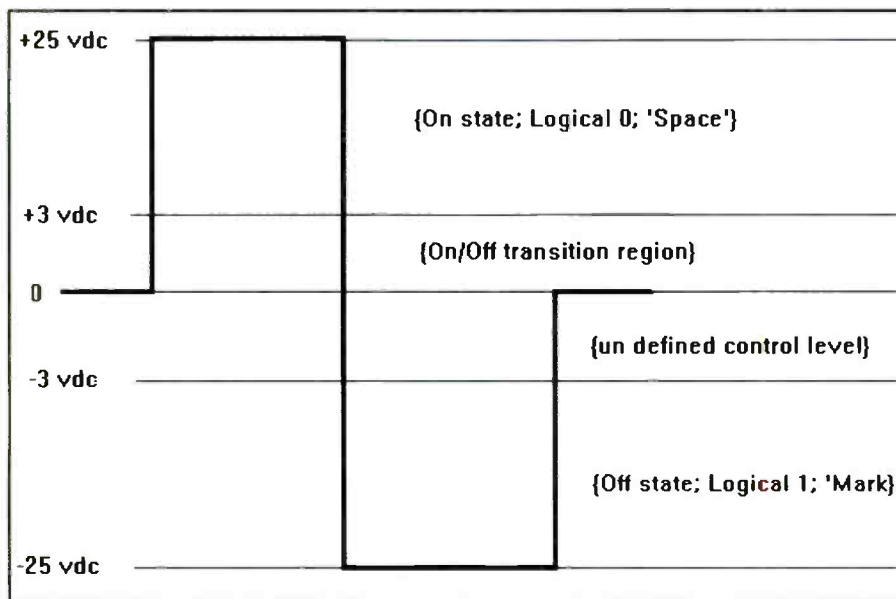 +25 vdc
{On state; Logical 0; 'Space'}
+3 vdc
{On/Off transition region}
0
{un defined control level}
-3 vdc
{Off state; Logical 1; 'Mark}
-25 vdc